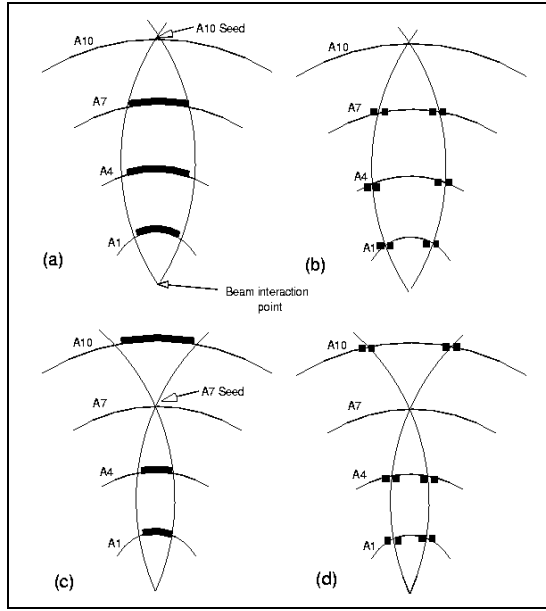 A10
A10 Seed
A7
A4
A1
(a)
Beam interaction
point
A10
A7
A4
A1
(b)
A10
A7 Seed
A7
A4
A1
(c)
A10
A7
A4
A1
(d)